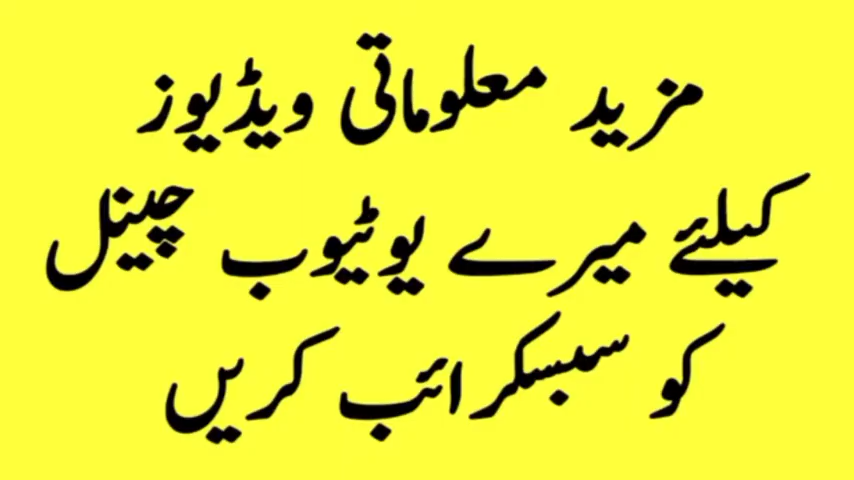 مزید معلوماتی ویڈیوز
کیلئے میرے یوٹیوب چینل
کو سبسکرائب کریں